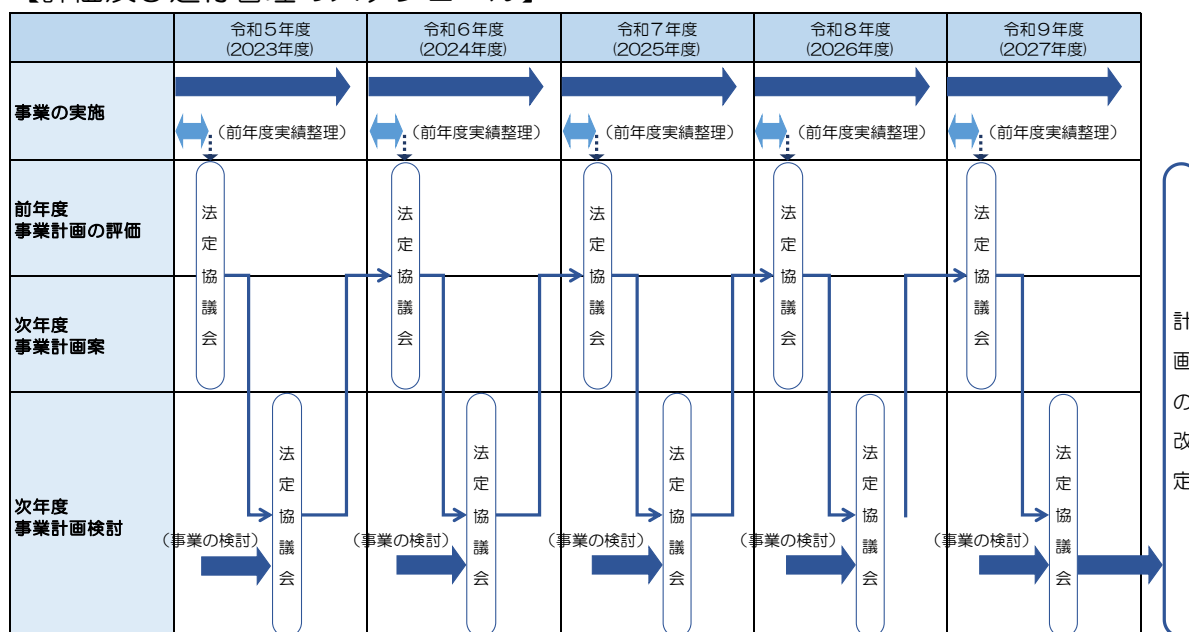 令和5年度
(2023年度)
令和6年度
(2024年度)
令和7年度
(2025年度)
令和8年度
(2026年度)
令和9年度
(2027年度)
事業の実施
(前年度実績整理)
(前年度実績整理)
(前年度実績整理)
(前年度実績整理)
(前年度実績整理)
前年度
事業計画の評価
次年度
事業計画案
法定協議会
法定協議会
法定協議会
法定協議会
法定協議会
次年度
事業計画検討
(事業の検討)
法定協議会
(事業の検討)
法定協議会
(事業の検討)
法定協議会
(事業の検討)
法定協議会
(事業の検討)
法定協議会
計画の改定